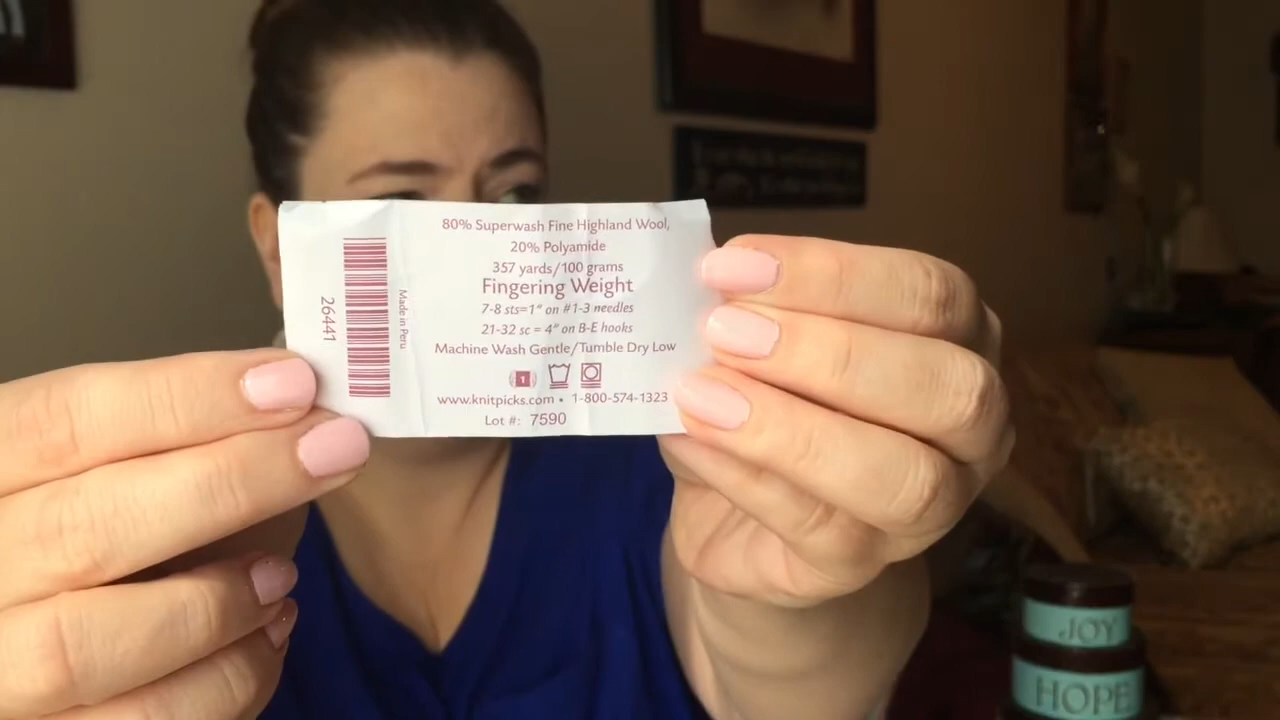 80% Superwash Fine Highland Wool,
20% Polyamide
357 yards/100 grams
Fingering Weight
7-8 sts=1" on #1-3 needles
21-32 sc = 4" on B-E hooks
Machine Wash Gentle/Tumble Dry Low
1
www.knitpicks.com • 1-800-574-1323
Lot #: 7590
Made in Peru
26441
JOY
HOPE